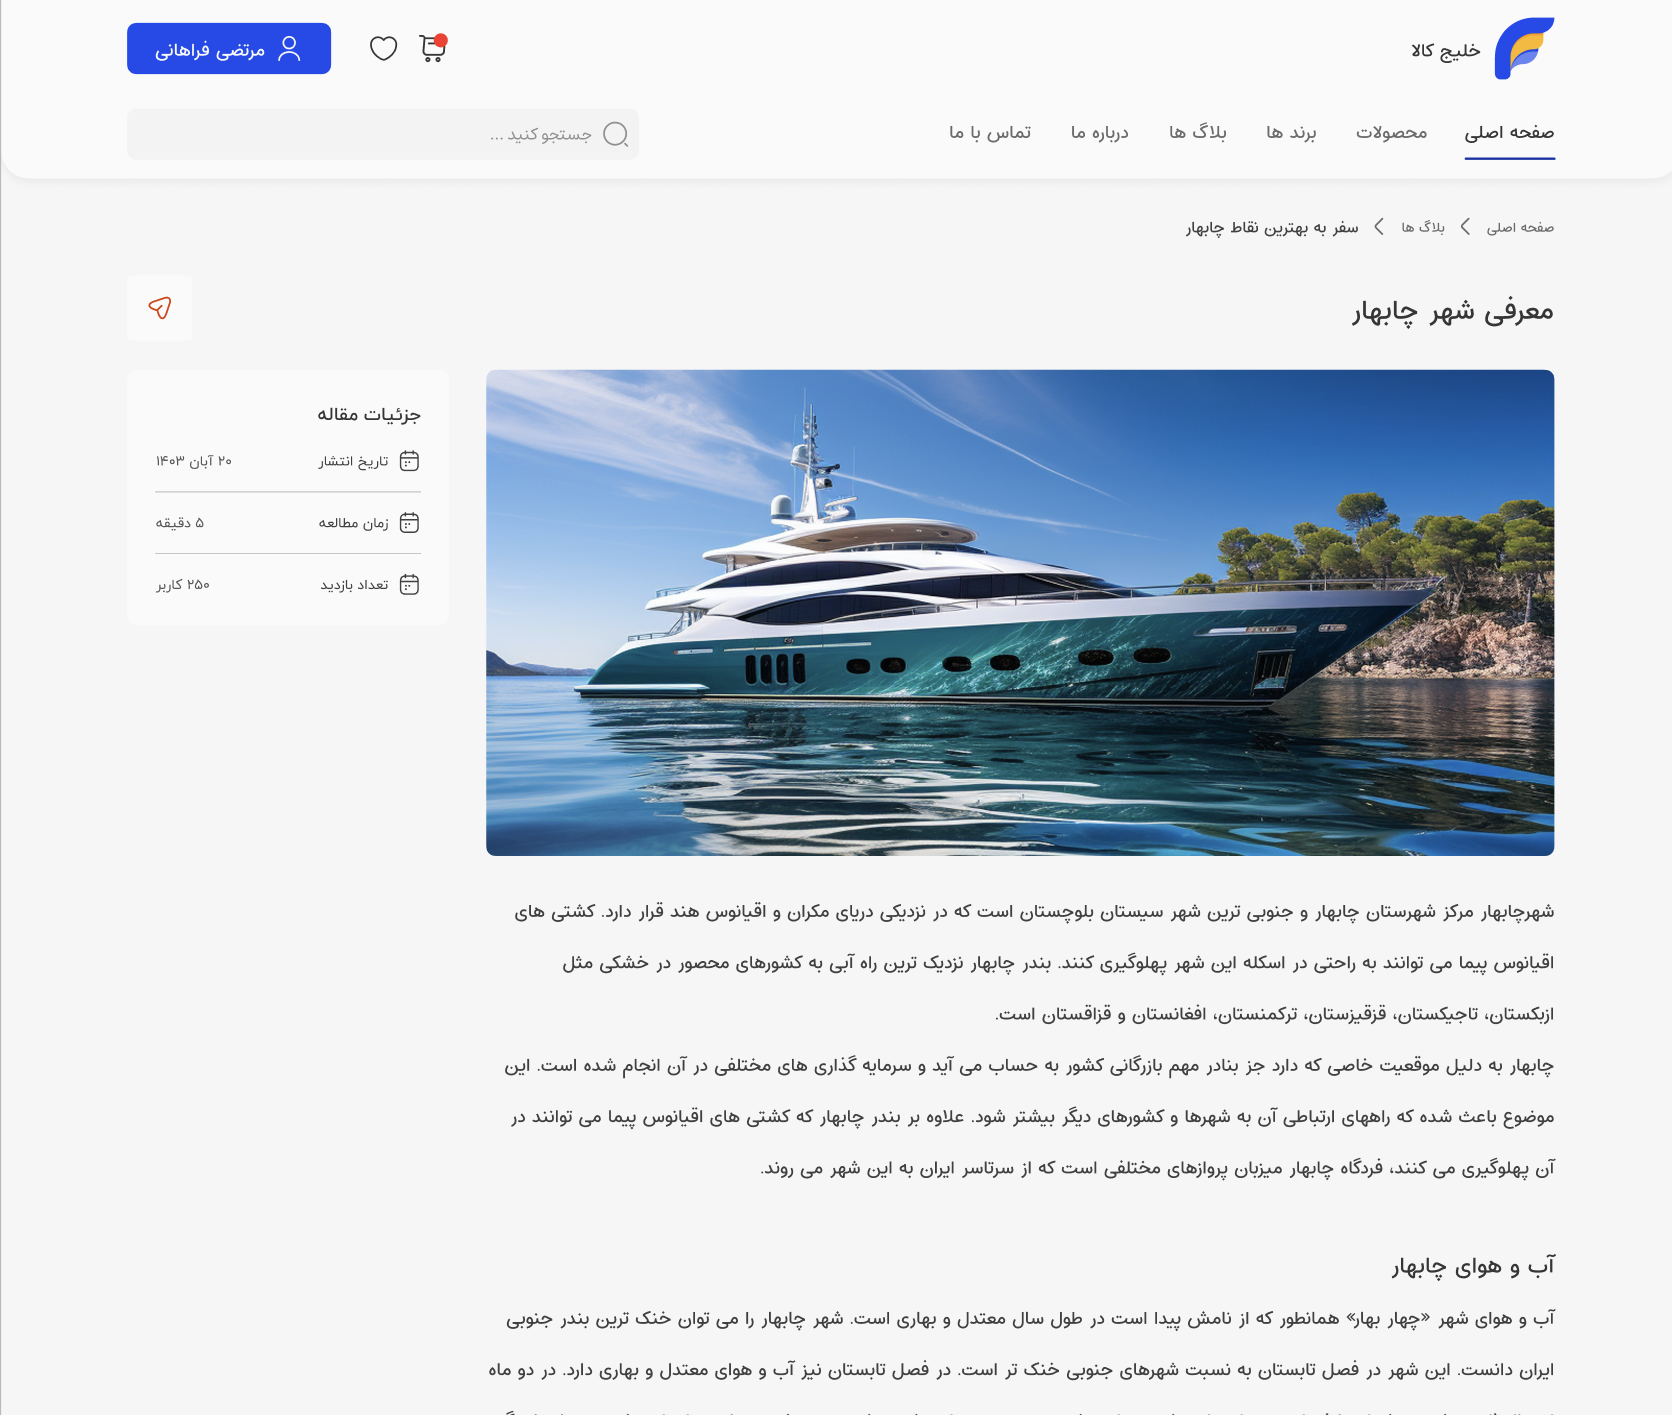 خلیج کالا
مرتضی فراهانی
صفحه اصلی
محصولات
برند ها
بلاگ ها
درباره ما
تماس با ما
جستجو کنید ...
صفحه اصلی
بلاگ ها
سفر به بهترین نقاط چابهار
معرفی شهر چابهار
جزئیات مقاله
تاریخ انتشار
۲۰ آبان ۱۴۰۳
زمان مطالعه
۵ دقیقه
تعداد بازدید
۲۵۰ کاربر
شهرچابهار مرکز شهرستان چابهار و جنوبی ترین شهر سیستان بلوچستان است که در نزدیکی دریای مکران و اقیانوس هند قرار دارد. کشتی های
اقیانوس پیما می توانند به راحتی در اسکله این شهر پهلوگیری کنند. بندر چابهار نزدیک ترین راه آبی به کشورهای محصور در خشکی مثل
ازبکستان، تاجیکستان، قزقیزستان، ترکمنستان، افغانستان و قزاقستان است.
چابهار به دلیل موقعیت خاصی که دارد جز بنادر مهم بازرگانی کشور به حساب می آید و سرمایه گذاری های مختلفی در آن انجام شده است. این
موضوع باعث شده که راههای ارتباطی آن به شهرها و کشورهای دیگر بیشتر شود. علاوه بر بندر چابهار که کشتی های اقیانوس پیما می توانند در
آن پهلوگیری می کنند، فردگاه چابهار میزبان پروازهای مختلفی است که از سرتاسر ایران به این شهر می روند.
آب و هوای چابهار
آب و هوای شهر «چهار بهار» همانطور که از نامش پیدا است در طول سال معتدل و بهاری است. شهر چابهار را می توان خنک ترین بندر جنوبی
ایران دانست. این شهر در فصل تابستان به نسبت شهرهای جنوبی خنک تر است. در فصل تابستان نیز آب و هوای معتدل و بهاری دارد. در دو ماه